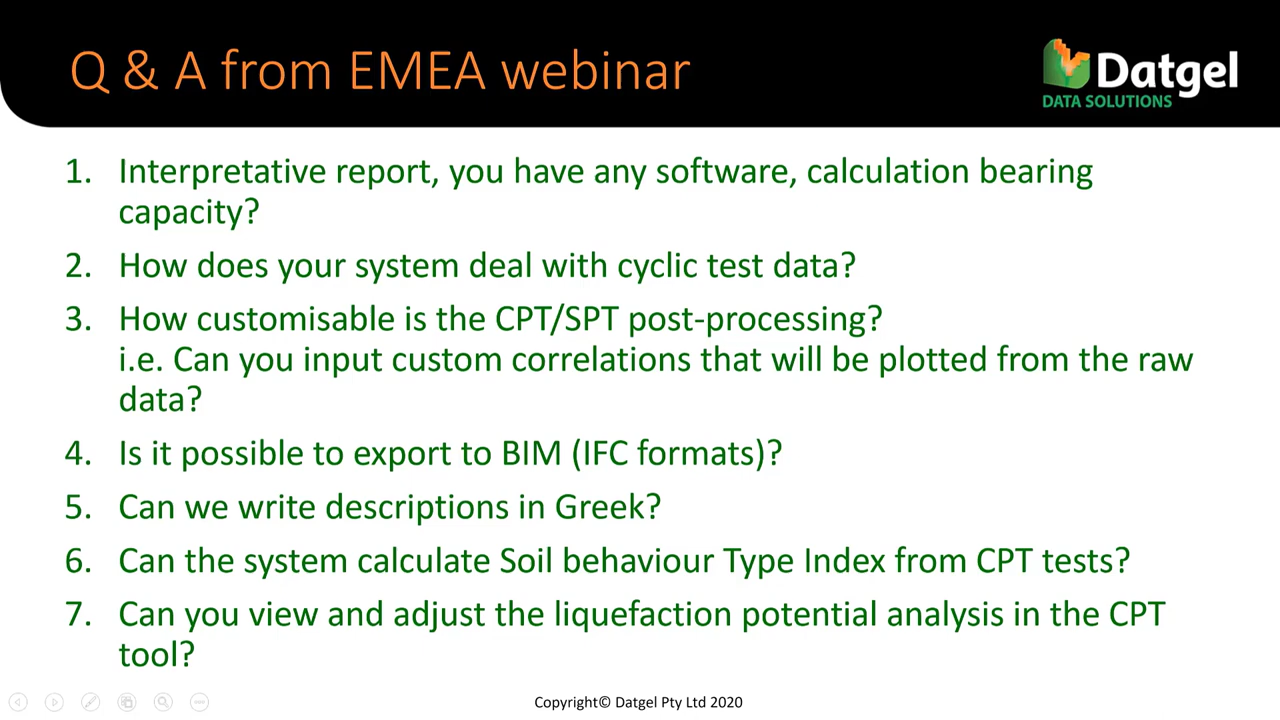 Q & A from EMEA webinar
Datgel
DATA SOLUTIONS
1. Interpretative report, you have any software, calculation bearing
capacity?
2. How does your system deal with cyclic test data?
3. How customisable is the CPT/SPT post-processing?
i.e. Can you input custom correlations that will be plotted from the raw
data?
4. Is it possible to export to BIM (IFC formats)?
5. Can we write descriptions in Greek?
6. Can the system calculate Soil behaviour Type Index from CPT tests?
7. Can you view and adjust the liquefaction potential analysis in the CPT
tool?
Copyright© Datgel Pty Ltd 2020